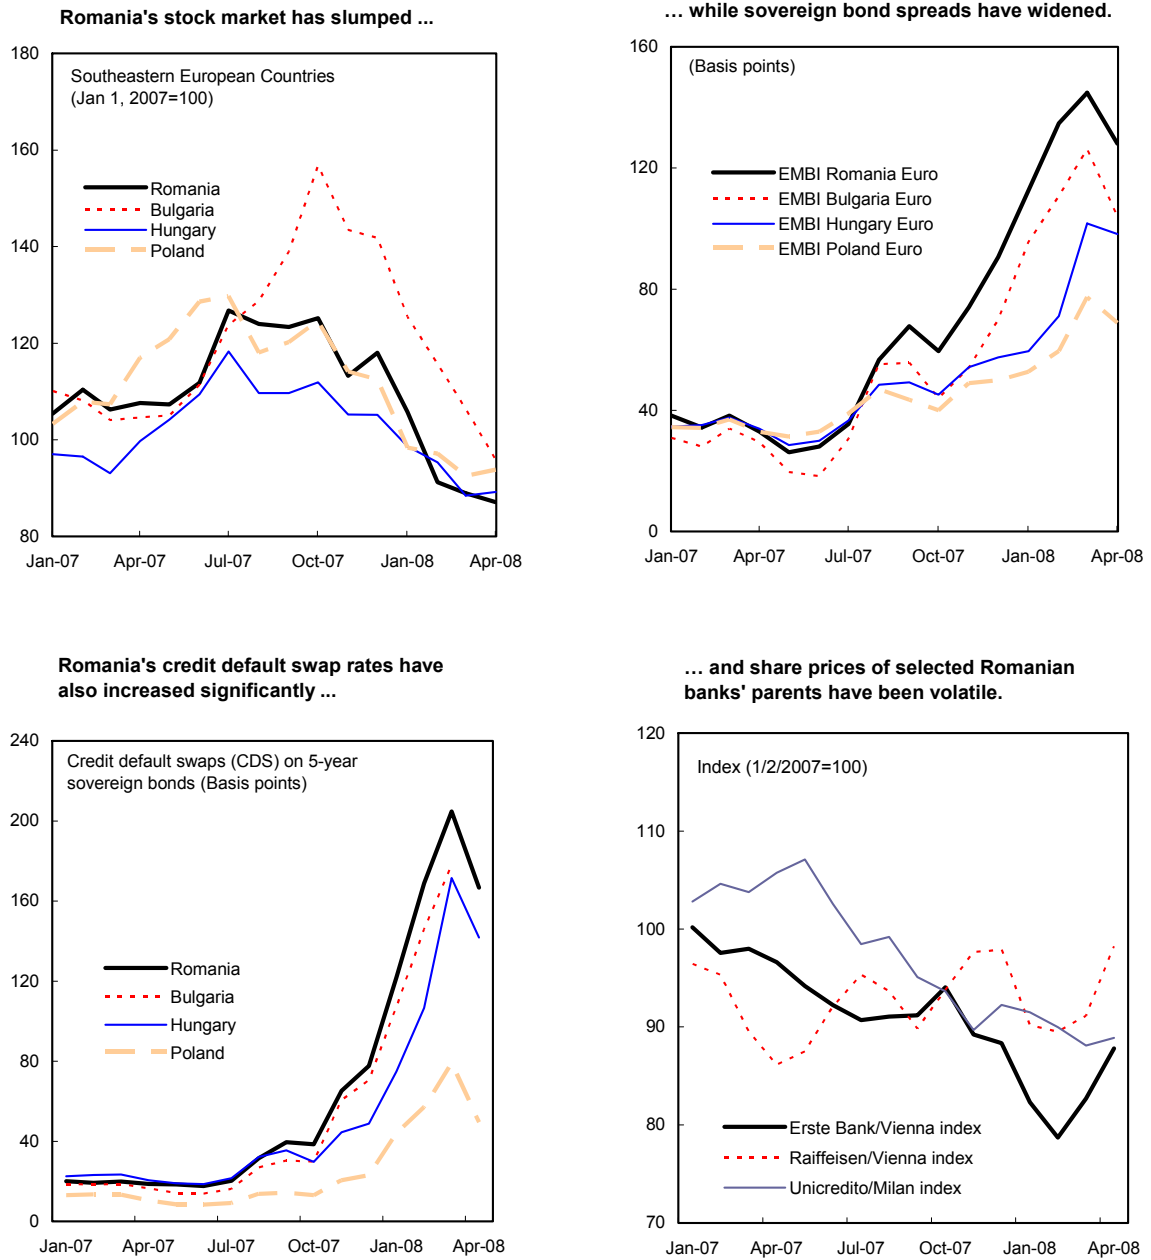 Romania's stock market has slumped ...
180
160
140
120
100
80
Southeastern European Countries
(Jan 1, 2007=100)
Romania
Bulgaria
Hungary
Poland
Jan-07 Apr-07 Jul-07 Oct-07 Jan-08 Apr-08
... while sovereign bond spreads have widened.
160
120
80
40
0
(Basis points)
EMBI Romania Euro
EMBI Bulgaria Euro
EMBI Hungary Euro
EMBI Poland Euro
Jan-07 Apr-07 Jul-07 Oct-07 Jan-08 Apr-08
Romania's credit default swap rates have
also increased significantly ...
240
200
160
120
80
40
0
Credit default swaps (CDS) on 5-year
sovereign bonds (Basis points)
Romania
Bulgaria
Hungary
Poland
Jan-07 Apr-07 Jul-07 Oct-07 Jan-08 Apr-08
... and share prices of selected Romanian
banks' parents have been volatile.
120
110
100
90
80
70
Index (1/2/2007=100)
Erste Bank/Vienna index
Raiffeisen/Vienna index
Unicredito/Milan index
Jan-07 Apr-07 Jul-07 Oct-07 Jan-08 Apr-08